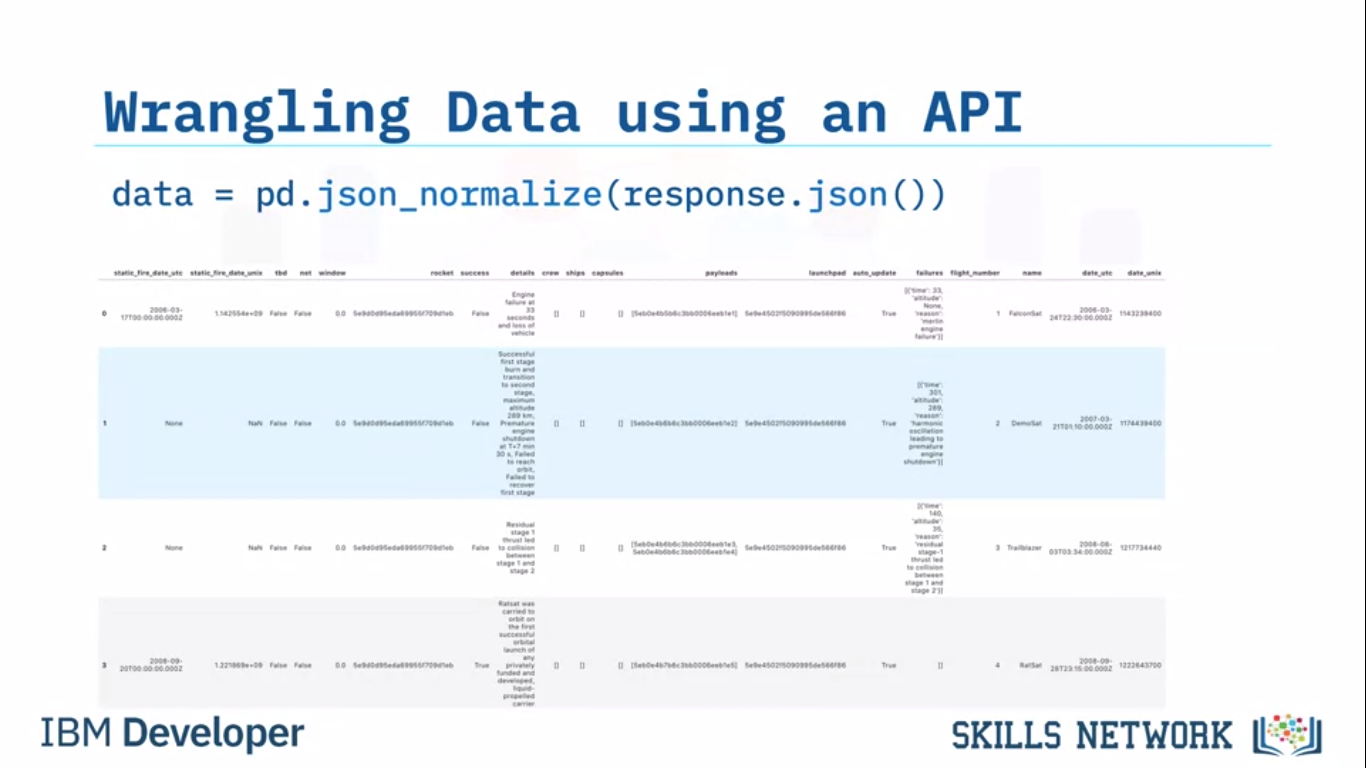 Wrangling Data using an API
data = pd.json_normalize(response.json())
static_fire_date_utc static_fire_date_unix tbd net window rocket success details crew ships capsules payloads launchpad auto_update failures flight_number name date_utc date_unix
0 2006-03-17T00:00:00.000Z 1.142554e+09 False False 0.0 5e9d0d95eda69955f709d1eb False
Engine
failure at
33
seconds
and loss of
vehicle
[] [] [] [5eb0e4b5b6c3bb0006eeb1e1] 5e9e4502f5090995de566f86 True
[{'time': 33,
'altitude':
None,
'reason':
'merlin
engine
failure'}]
1 FalconSat 2006-03-24T22:30:00.000Z 1143239400
1 None NaN False False 0.0 5e9d0d95eda69955f709d1eb False
Successful
first stage
burn and
transition
to second
stage,
maximum
altitude
289 km,
Premature
engine
shutdown
at T+7 min
30 s, Failed
to reach
orbit,
Failed to
recover
first stage
[] [] [] [5eb0e4b6b6c3bb0006eeb1e2] 5e9e4502f5090995de566f86 True
[{'time':
301,
'altitude':
289,
'reason':
'harmonic
oscillation
leading to
premature
engine
shutdown'}]
2 DemoSat 2007-03-21T01:10:00.000Z 1174439400
2 None NaN False False 0.0 5e9d0d95eda69955f709d1eb False
Residual
stage 1
thrust led
to collision
between
stage 1 and
stage 2
[] [] [] [5eb0e4b6b6c3bb0006eeb1e3,
5eb0e4b6b6c3bb0006eeb1e4]
5e9e4502f5090995de566f86 True
[{'time':
140,
'altitude':
35,
'reason':
'residual
stage-1
thrust led
to collision
between
stage 1 and
stage 2'}]
3 Trailblazer 2008-08-03T03:34:00.000Z 1217734440
3 2008-09-20T00:00:00.000Z 1.221869e+09 False False 0.0 5e9d0d95eda69955f709d1eb True
Ratsat was
carried to
orbit on
the first
successful
orbital
launch of
any
privately
funded and
developed,
liquid-
propelled
carrier
[] [] [] [5eb0e4b7b6c3bb0006eeb1e5] 5e9e4502f5090995de566f86 True [] 4 RatSat 2008-09-28T23:15:00.000Z 1222643700
IBM Developer
SKILLS NETWORK